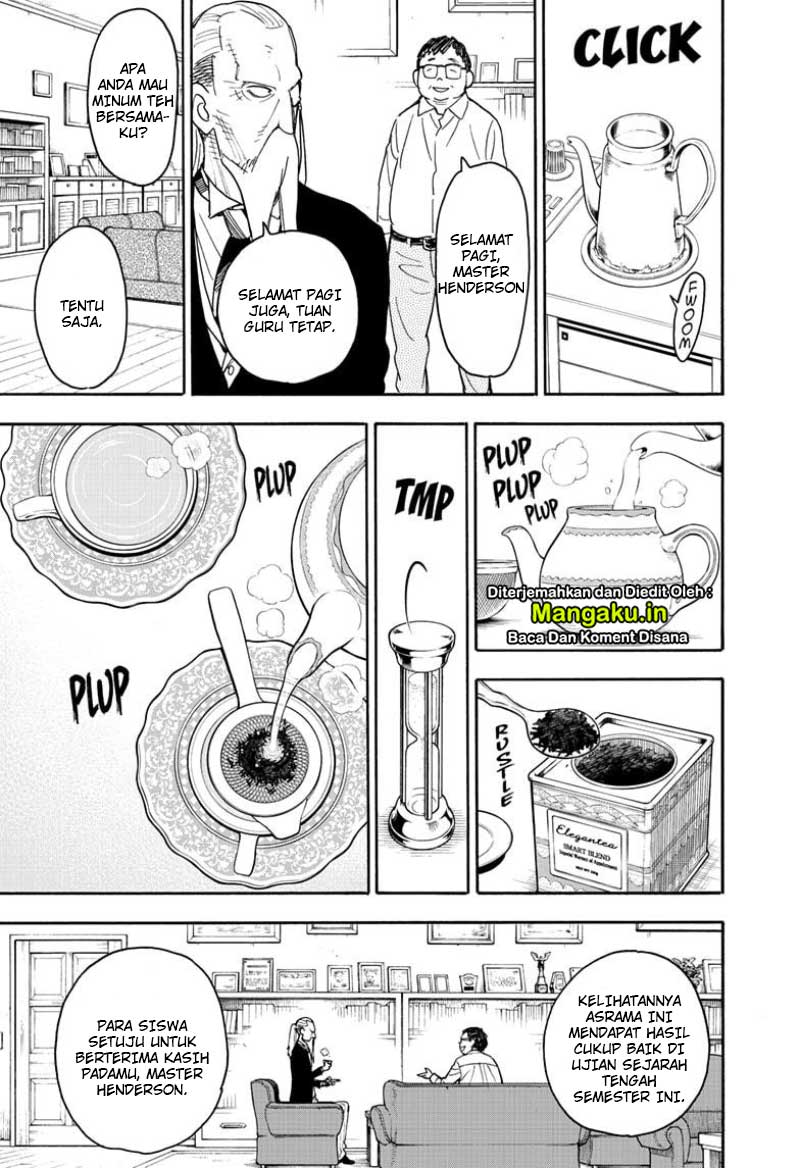 CLICK
FWOOM
SELAMAT
PAGI,
MASTER
HENDERSON
SELAMAT PAGI
JUGA, TUAN
GURU TETAP.
APA
ANDA MAU
MINUM TEH
BERSAMA-
KU?
TENTU
SAJA.
PLUP
PLUP
PLUP
Diterjemahkan dan Diedit Oleh :
Mangaku.in
Baca Dan Koment Disana
RUSTLE
Elegantea
SMART BLEND
TMP
PLUP
PLUP
KELIHATANNYA
ASRAMA INI
MENDAPAT HASIL
CUKUP BAIK DI
UJIAN SEJARAH
TENGAH
SEMESTER INI.
PARA SISWA
SETUJU UNTUK
BERTERIMA KASIH
PADAMU, MASTER
HENDERSON.